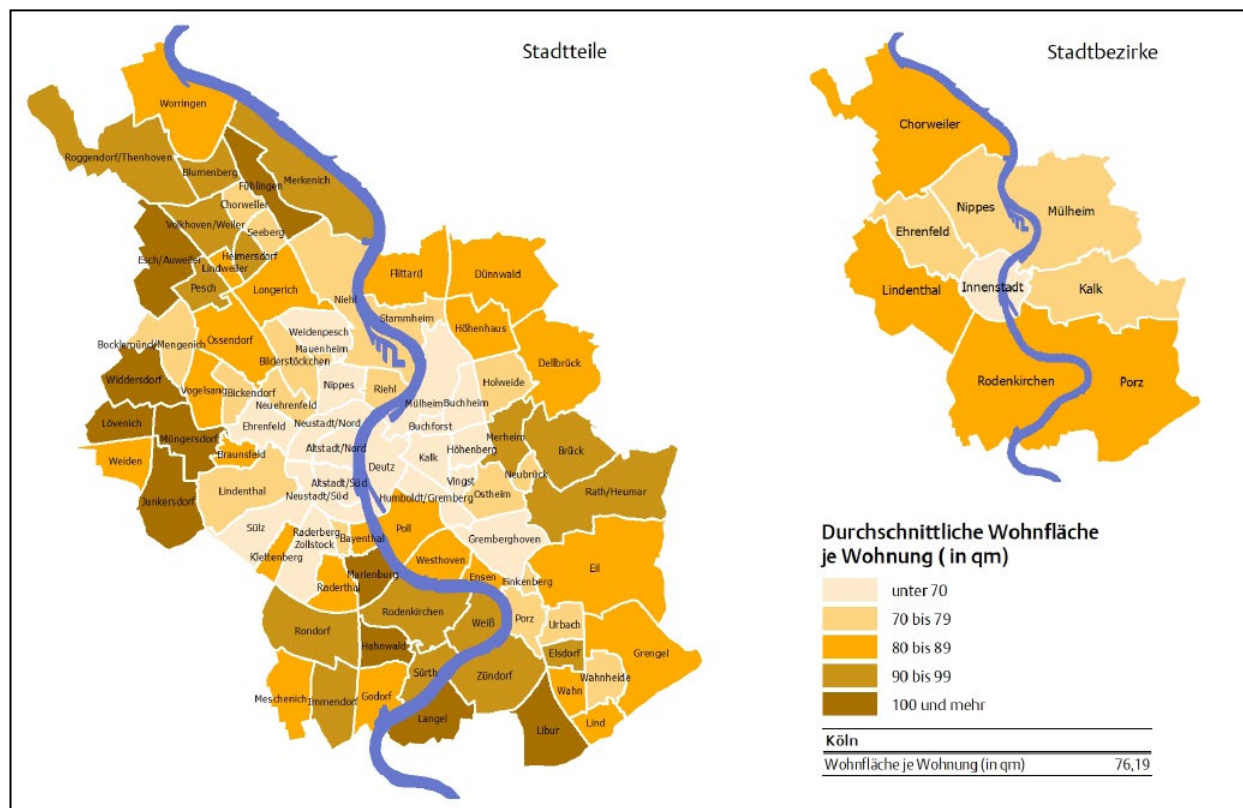 Stadtteile
Worringen
Roggendorf/Thenhoven
Blumenberg
Fühlingen
Merkenich
Chorweiler
Volkhoven/Weiler
Seeberg
Esch/Auweiler
Heimersdorf
Lindweiler
Pesch
Longerich
Niehl
Flittard
Dünnwald
Stammheim
Höhenhaus
Weidenpesch
Mauenheim
Ossendorf
Bocklemünd/Mengenich
Bilderstöckchen
Dellbrück
Widdersdorf
Vogelsang
Bickendorf
Nippes
Riehl
Holweide
Neuehrenfeld
Mülheim
Buchheim
Lövenich
Müngersdorf
Ehrenfeld
Neustadt/Nord
Buchforst
Merheim
Brück
Weiden
Braunsfeld
Altstadt/Nord
Deutz
Kalk
Höhenberg
Neubrück
Junkersdorf
Lindenthal
Altstadt/Süd
Neustadt/Süd
Vingst
Humboldt/Gremberg
Ostheim
Rath/Heumar
Sülz
Raderberg
Zollstock
Bayenthal
Poll
Gremberghoven
Klettenberg
Raderthal
Marienburg
Westhoven
Ensen
Finkenberg
Eil
Rondorf
Rodenkirchen
Weiß
Porz
Urbach
Hahnwald
Elsdorf
Grengel
Meschenich
Immendorf
Godorf
Sürth
Zündorf
Wahn
Wahnheide
Langel
Libur
Lind
Stadtbezirke
Chorweiler
Nippes
Mülheim
Ehrenfeld
Lindenthal
Innenstadt
Kalk
Rodenkirchen
Porz
Durchschnittliche Wohnfläche
je Wohnung ( in qm)
unter 70
70 bis 79
80 bis 89
90 bis 99
100 und mehr
Köln
Wohnfläche je Wohnung (in qm) 76,19